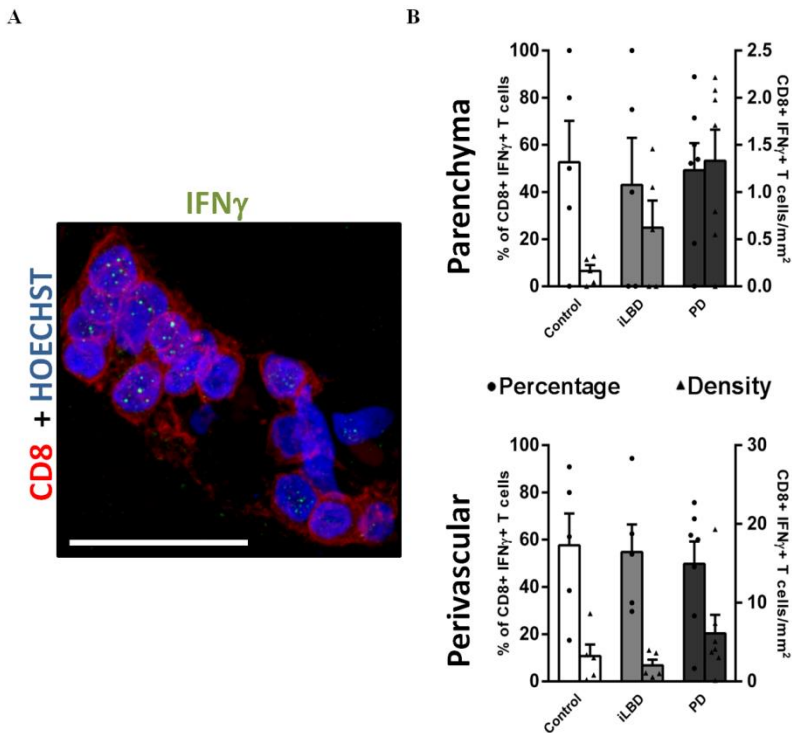 A
IFNγ
CD8 + HOECHST
B
Parenchyma
% of CD8+ IFNγ+ T cells
100
80
60
40
20
0
2.5
2.0
1.5
1.0
0.5
0.0
CD8+ IFNγ+ T cells/mm²
Control
iLBD
PD
•Percentage ▲Density
Perivascular
% of CD8+ IFNγ+ T cells
100
80
60
40
20
0
30
20
10
0
CD8+ IFNγ+ T cells/mm²
Control
iLBD
PD